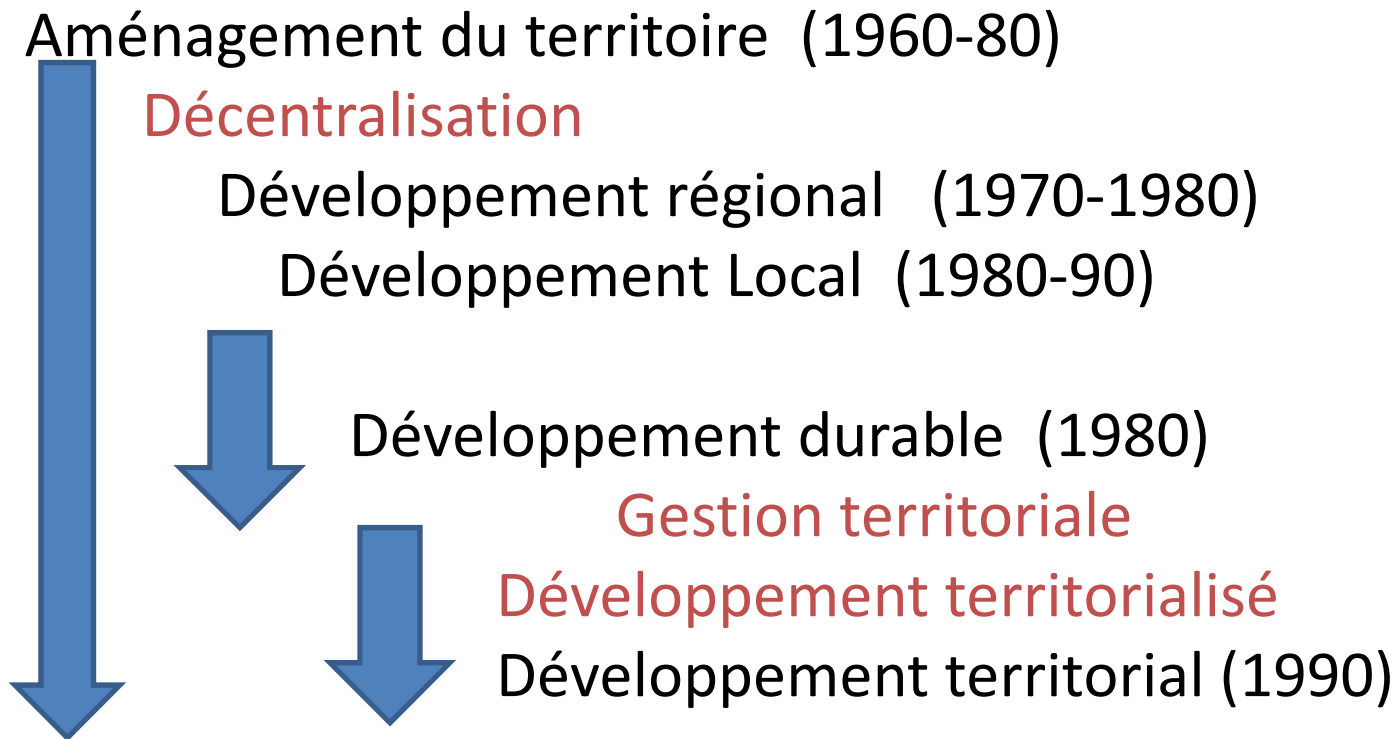 Aménagement du territoire (1960-80)
Décentralisation
Développement régional (1970-1980)
Développement Local (1980-90)
Développement durable (1980)
Gestion territoriale
Développement territorialisé
Développement territorial (1990)